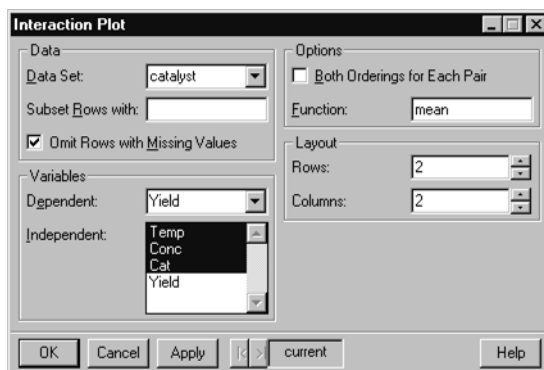 Interaction Plot
Data
Data Set: catalyst
Subset Rows with:
Omit Rows with Missing Values
Variables
Dependent: Yield
Independent: Temp
Conc
Cat
Yield
Options
Both Orderings for Each Pair
Function: mean
Layout
Rows: 2
Columns: 2
OK Cancel Apply current Help